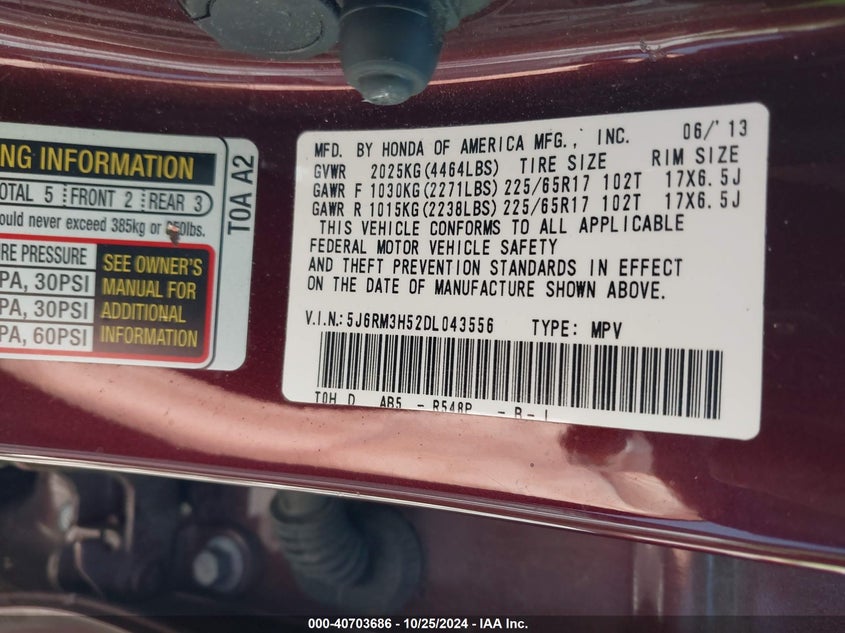 NG INFORMATION
TOTAL 5 FRONT 2 REAR 3
ould never exceed 385kg or 850lbs.
RE PRESSURE
PA, 30PSI
PA, 30PSI
PA, 60PSI
SEE OWNER'S
MANUAL FOR
ADDITIONAL
INFORMATION
T0A A2
MFD. BY HONDA OF AMERICA MFG., INC. 06/'13
GVWR 2025KG(4464LBS) TIRE SIZE RIM SIZE
GAWR F 1030KG(2271LBS) 225/65R17 102T 17X6.5J
GAWR R 1015KG(2238LBS) 225/65R17 102T 17X6.5J
THIS VEHICLE CONFORMS TO ALL APPLICABLE
FEDERAL MOTOR VEHICLE SAFETY
AND THEFT PREVENTION STANDARDS IN EFFECT
ON THE DATE OF MANUFACTURE SHOWN ABOVE.
V.I.N.:5J6RM3H52DL043556 TYPE: MPV
T0H D AB5 - R548P - B -
000-40703686 - 10/25/2024 - IAA Inc.